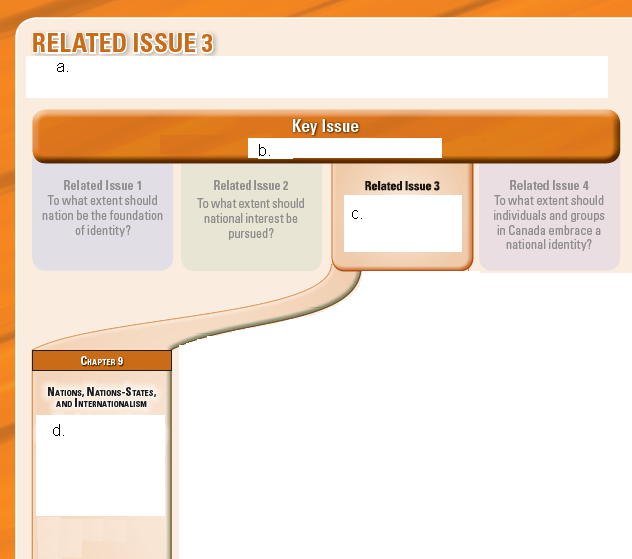 RELATED ISSUE 3
a.
Key Issue
b.
Related Issue 1
To what extent should
nation be the foundation
of identity?
Related Issue 2
To what extent should
national interest be
pursued?
Related Issue 3
c.
Related Issue 4
To what extent should
individuals and groups
in Canada embrace a
national identity?
CHAPTER 9
NATIONS, NATIONS-STATES,
AND INTERNATIONALISM
d.